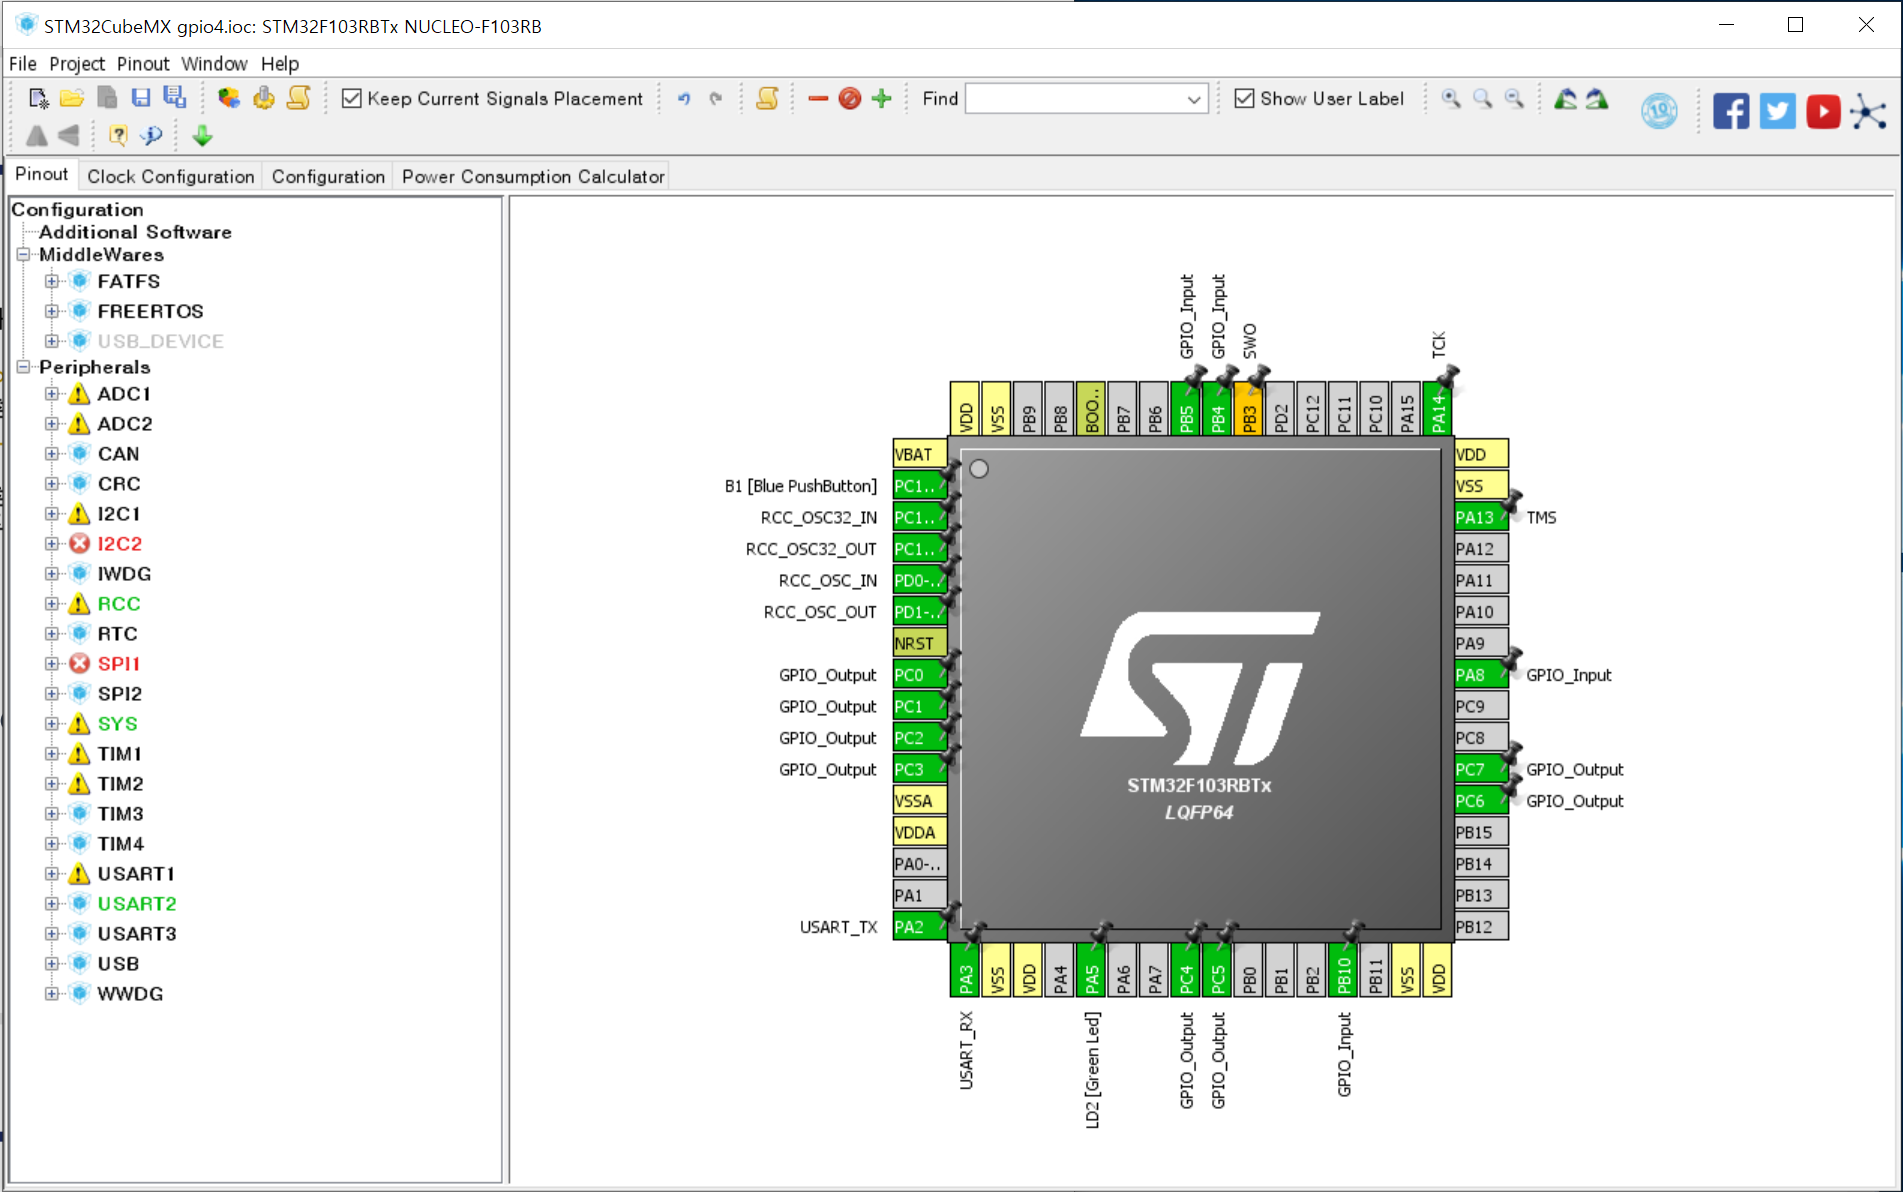 STM32CubeMX gpio4.ioc: STM32F103RBTx NUCLEO-F103RB
File Project Pinout Window Help
Keep Current Signals Placement
Find
Show User Label
19
Pinout
Clock Configuration
Configuration
Power Consumption Calculator
Configuration
Additional Software
MiddleWares
FATFS
FREERTOS
USB_DEVICE
Peripherals
ADC1
ADC2
CAN
CRC
I2C1
I2C2
IWDG
RCC
RTC
SPI1
SPI2
SYS
TIM1
TIM2
TIM3
TIM4
USART1
USART2
USART3
USB
WWDG
GPIO_Input
GPIO_Input
SWO
TCK
VDD
VSS
PB9
PB8
BOO..
PB7
PB6
PB5
PB4
PB3
PD2
PC12
PC11
PC10
PA15
PA14
VBAT
B1 [Blue PushButton] PC1..
RCC_OSC32_IN PC1..
RCC_OSC32_OUT PC1..
RCC_OSC_IN PD0-..
RCC_OSC_OUT PD1-..
NRST
GPIO_Output PC0
GPIO_Output PC1
GPIO_Output PC2
GPIO_Output PC3
VSSA
VDDA
PA0-..
PA1
USART_TX PA2
ST
STM32F103RBTx
LQFP64
VDD
VSS
PA13 TMS
PA12
PA11
PA10
PA9
PA8 GPIO_Input
PC9
PC8
PC7 GPIO_Output
PC6 GPIO_Output
PB15
PB14
PB13
PB12
PA3
VSS
VDD
PA4
PA5
PA6
PA7
PC4
PC5
PB0
PB1
PB2
PB10
PB11
VSS
VDD
USART_RX
LD2 [Green Led]
GPIO_Output
GPIO_Output
GPIO_Input